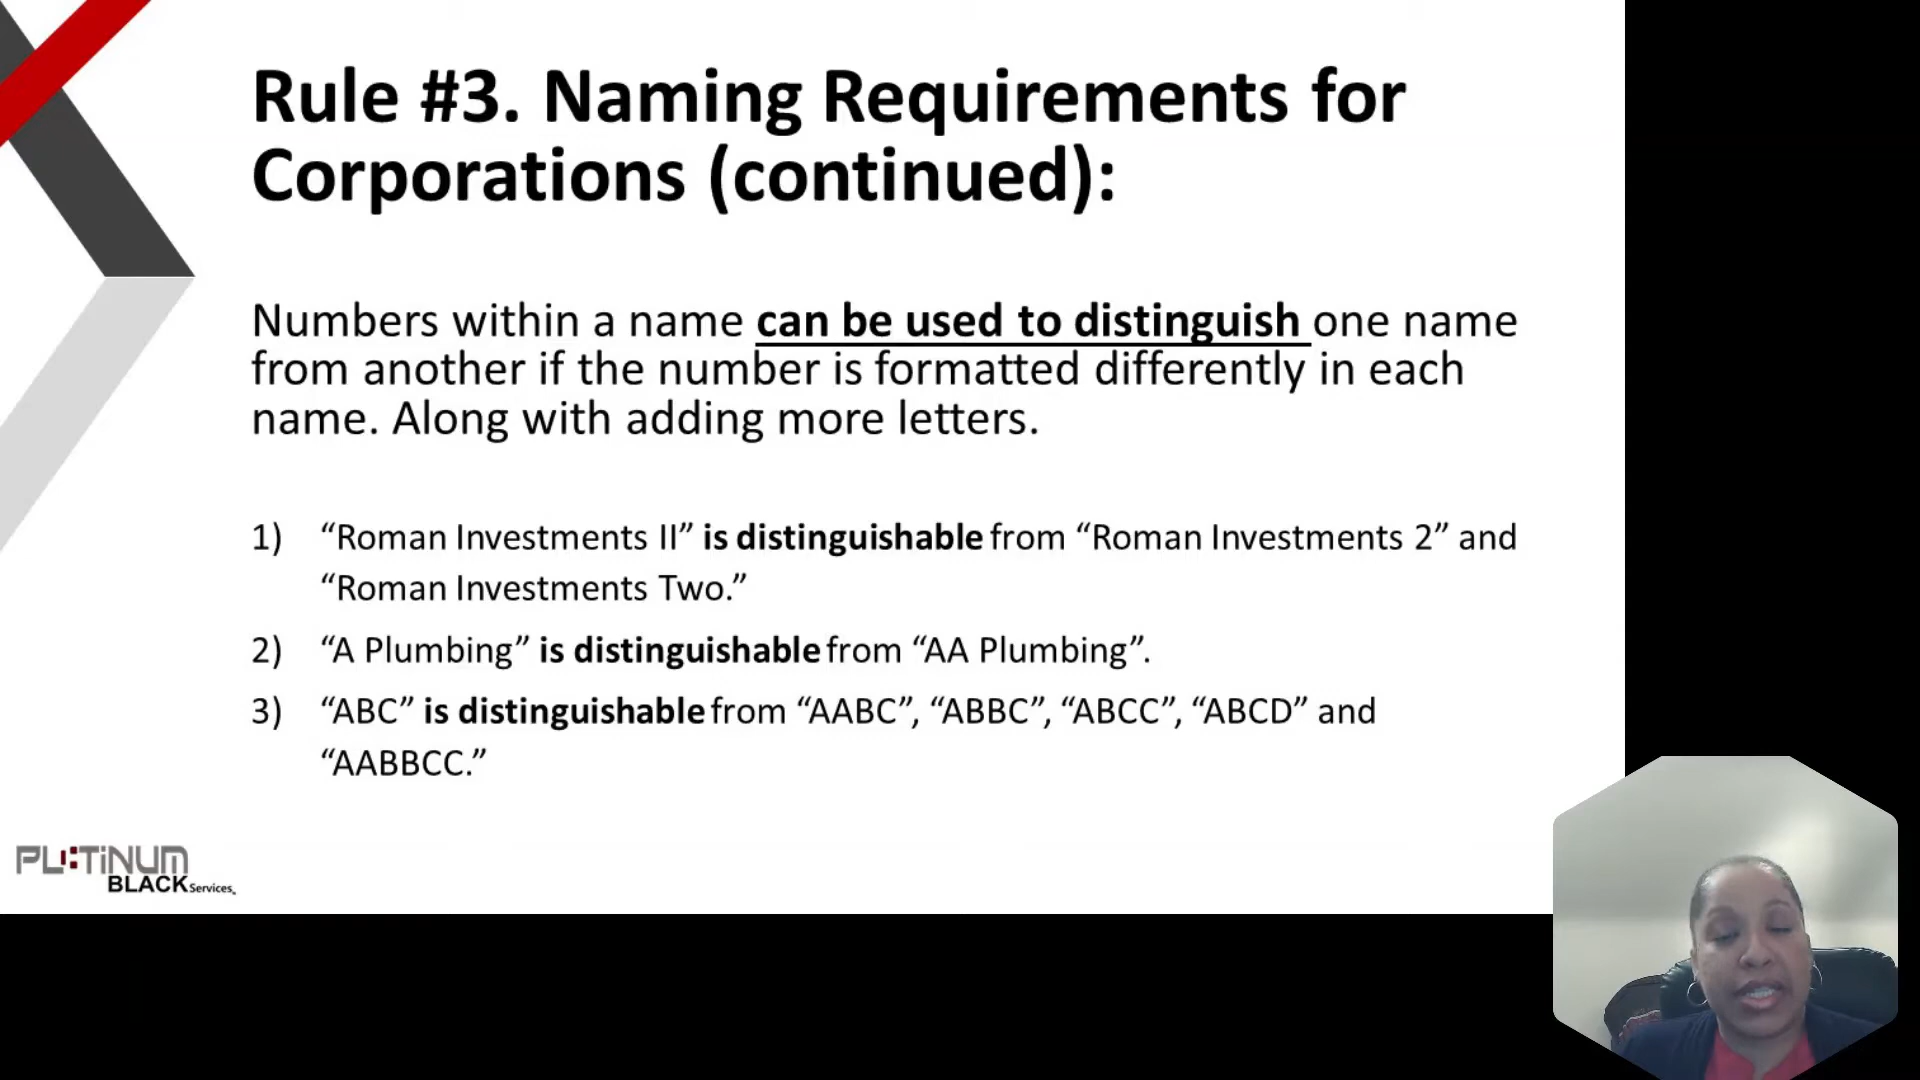 Rule #3. Naming Requirements for
Corporations (continued):
Numbers within a name can be used to distinguish one name
from another if the number is formatted differently in each
name. Along with adding more letters.
1) “Roman Investments II” is distinguishable from “Roman Investments 2” and
“Roman Investments Two.”
2) “A Plumbing” is distinguishable from “AA Plumbing”.
3) “ABC” is distinguishable from “AABC”, “ABBC”, “ABCC”, “ABCD” and
“AABBCC.”
PLATiNUM
BLACK Services